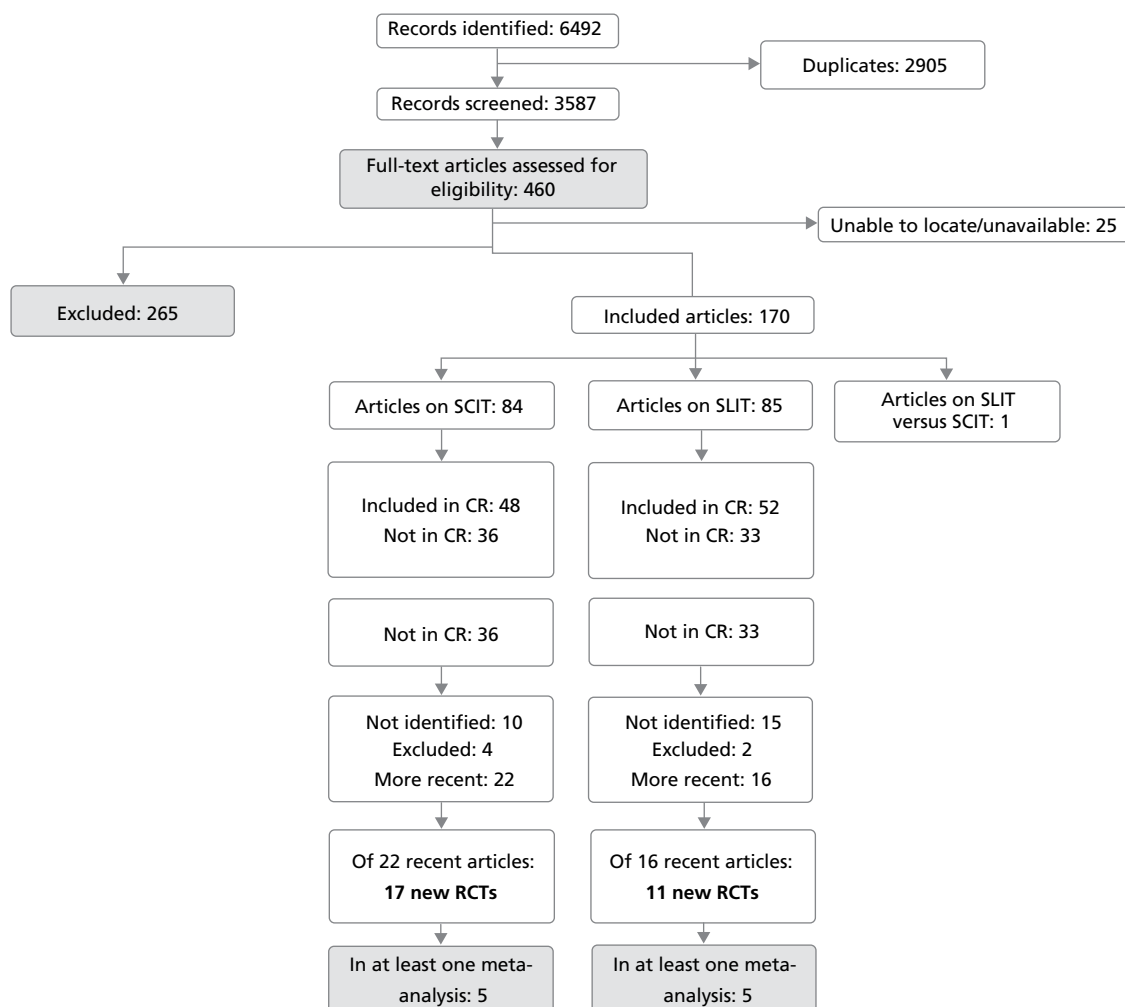 Records identified: 6492
Duplicates: 2905
Records screened: 3587
Full-text articles assessed for
eligibility: 460
Unable to locate/unavailable: 25
Excluded: 265
Included articles: 170
Articles on SCIT: 84
Articles on SLIT: 85
Articles on SLIT
versus SCIT: 1
Included in CR: 48
Not in CR: 36
Included in CR: 52
Not in CR: 33
Not in CR: 36
Not in CR: 33
Not identified: 10
Excluded: 4
More recent: 22
Not identified: 15
Excluded: 2
More recent: 16
Of 22 recent articles:
17 new RCTs
Of 16 recent articles:
11 new RCTs
In at least one meta-
analysis: 5
In at least one meta-
analysis: 5